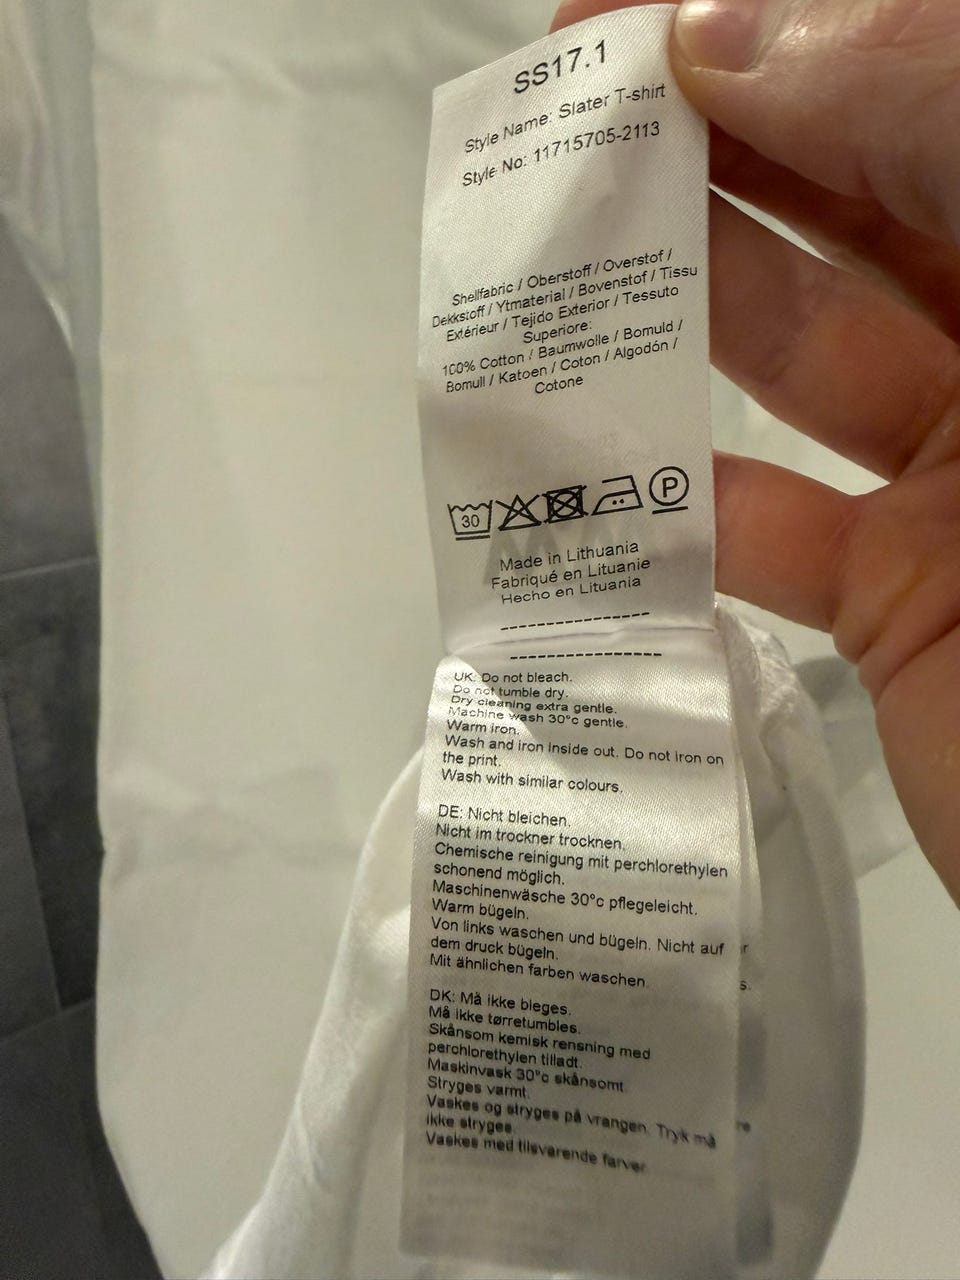 SS17.1
Style Name: Slater T-shirt
Style No: 11715705-2113
Shellfabric / Oberstoff / Overstof /
Dekkstoff / Ytmaterial / Bovenstof / Tissu
Extérieur / Tejido Exterior / Tessuto
Superiore:
100% Cotton / Baumwolle / Bomuld /
Bomull / Katoen / Coton / Algodón /
Cotone
30 P
Made in Lithuania
Fabriqué en Lituanie
Hecho en Lituania
UK: Do not bleach.
Do not tumble dry.
Dry cleaning extra gentle.
Machine wash 30°c gentle.
Warm iron.
Wash and iron inside out. Do not iron on
the print.
Wash with similar colours.
DE: Nicht bleichen.
Nicht im trockner trocknen.
Chemische reinigung mit perchlorethylen
schonend möglich.
Maschinenwäsche 30°c pflegeleicht.
Warm bügeln.
Von links waschen und bügeln. Nicht auf
dem druck bügeln.
Mit ähnlichen farben waschen.
DK: Må ikke bleges.
Må ikke tørretumbles.
Skånsom kemisk rensning med
perchlorethylen tilladt.
Maskinvask 30°c skånsomt.
Stryges varmt.
Vaskes og stryges på vrangen. Tryk må
ikke stryges.
Vaskes med tilsvarende farver.